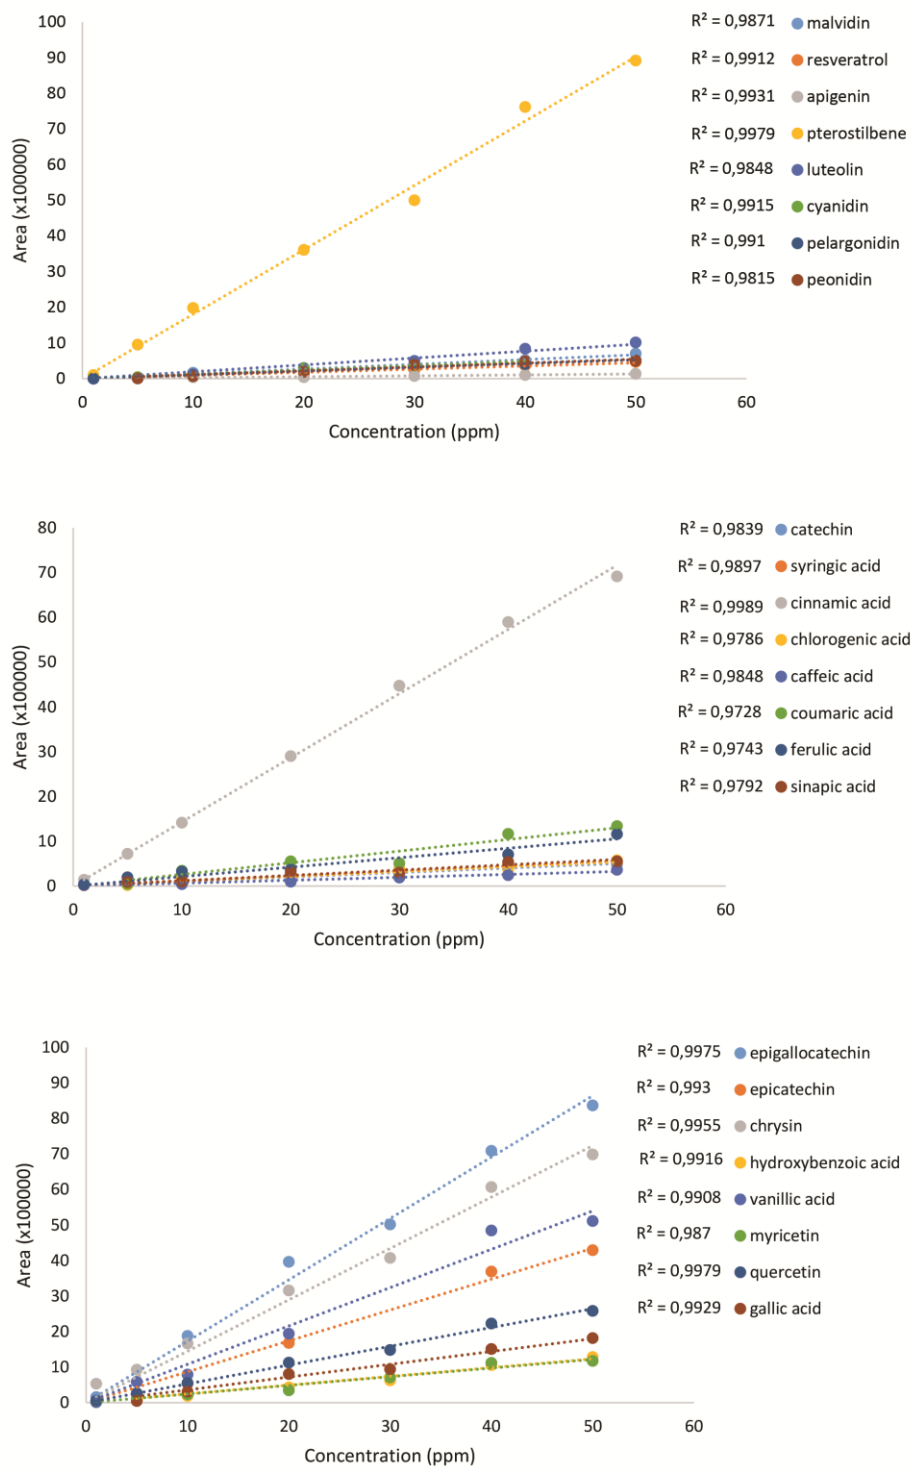 100
90
80
70
60
50
40
30
20
10
0
Area (x100000)
0 10 20 30 40 50 60
Concentration (ppm)
R² = 0,9871 malvidin
R² = 0,9912 resveratrol
R² = 0,9931 apigenin
R² = 0,9979 pterostilbene
R² = 0,9848 luteolin
R² = 0,9915 cyanidin
R² = 0,991 pelargonidin
R² = 0,9815 peonidin
80
70
60
50
40
30
20
10
0
Area (x100000)
0 10 20 30 40 50 60
Concentration (ppm)
R² = 0,9839 catechin
R² = 0,9897 syringic acid
R² = 0,9989 cinnamic acid
R² = 0,9786 chlorogenic acid
R² = 0,9848 caffeic acid
R² = 0,9728 coumaric acid
R² = 0,9743 ferulic acid
R² = 0,9792 sinapic acid
100
90
80
70
60
50
40
30
20
10
0
Area (x100000)
0 10 20 30 40 50 60
Concentration (ppm)
R² = 0,9975 epigallocatechin
R² = 0,993 epicatechin
R² = 0,9955 chrysin
R² = 0,9916 hydroxybenzoic acid
R² = 0,9908 vanillic acid
R² = 0,987 myricetin
R² = 0,9979 quercetin
R² = 0,9929 gallic acid